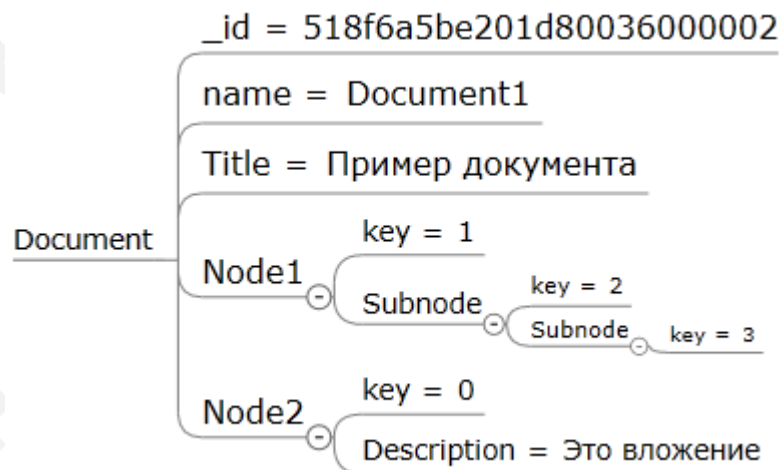 _id = 518f6a5be201d80036000002
name = Document1
Title = Пример документа
Document
Node1
key = 1
Subnode
key = 2
Subnode
key = 3
Node2
key = 0
Description = Это вложение